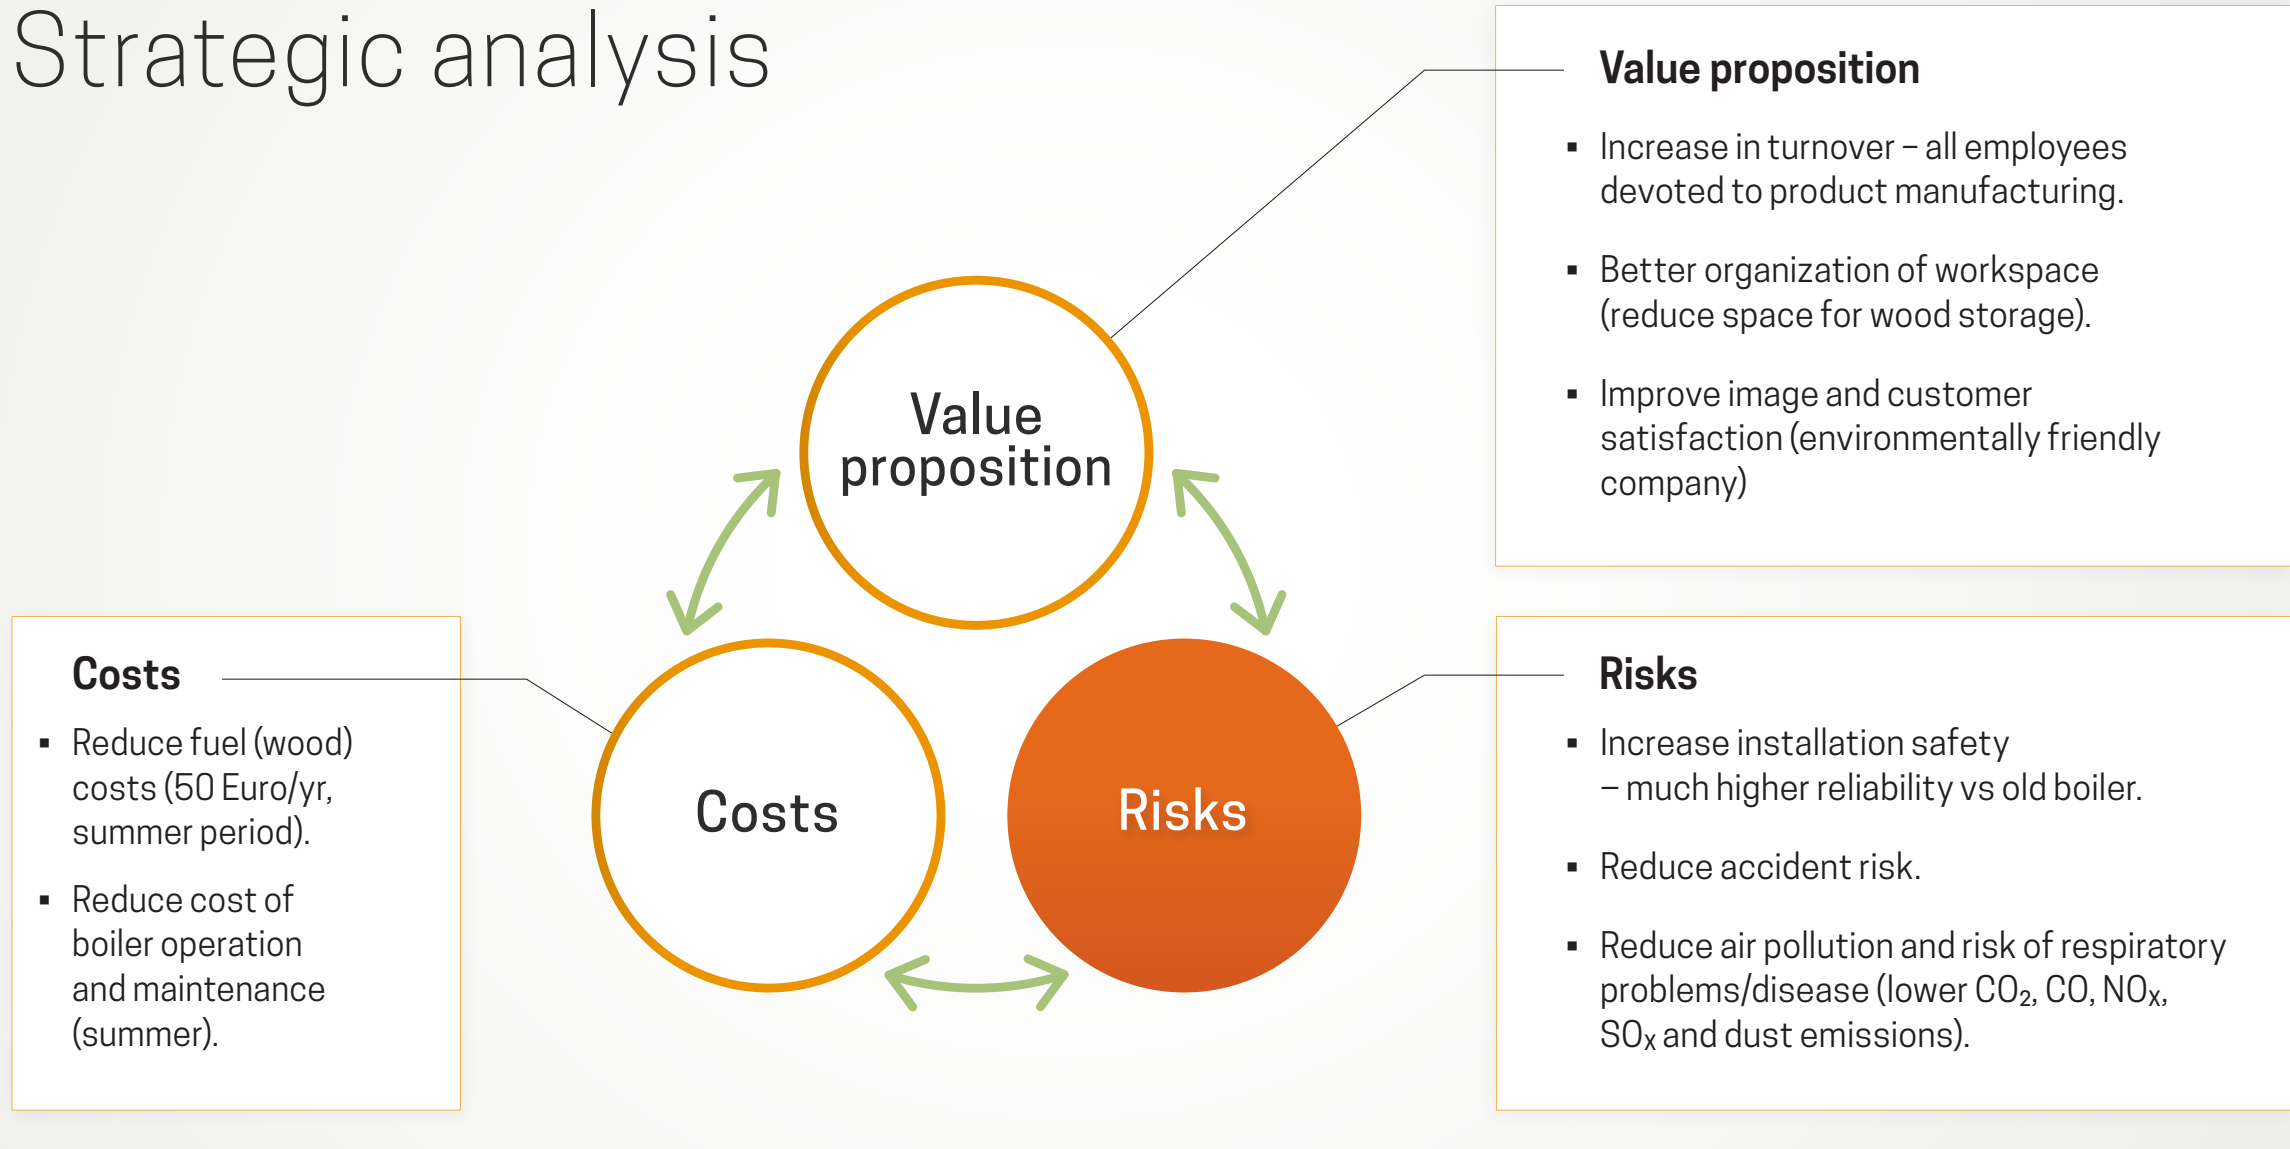 Strategic analysis
Value proposition
▪ Increase in turnover – all employees
devoted to product manufacturing.
▪ Better organization of workspace
(reduce space for wood storage).
▪ Improve image and customer
satisfaction (environmentally friendly
company)
Value
proposition
Costs
Risks
Costs
▪ Reduce fuel (wood)
costs (50 Euro/yr,
summer period).
▪ Reduce cost of
boiler operation
and maintenance
(summer).
Risks
▪ Increase installation safety
– much higher reliability vs old boiler.
▪ Reduce accident risk.
▪ Reduce air pollution and risk of respiratory
problems/disease (lower CO₂, CO, NOₓ,
SOₓ and dust emissions).